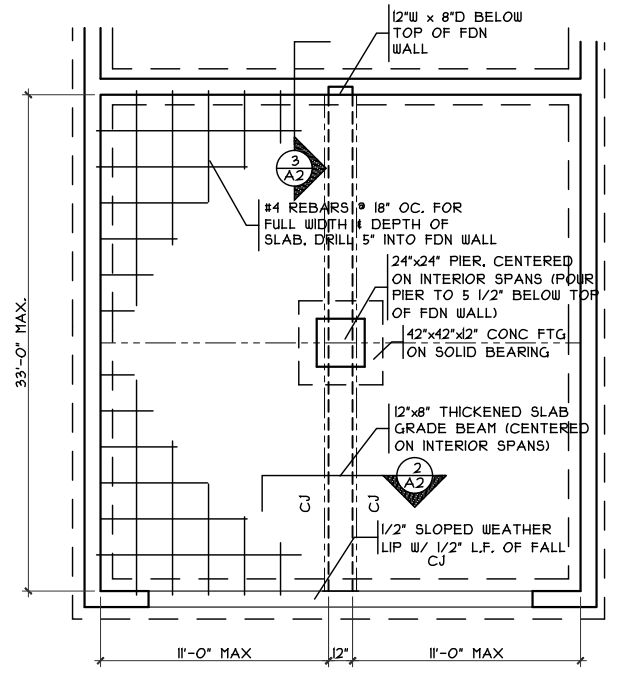 12"W x 8"D BELOW
TOP OF FDN
WALL
3
A2
#4 REBARS @ 18" OC. FOR
FULL WIDTH & DEPTH OF
SLAB. DRILL 5" INTO FDN WALL
24"x24" PIER, CENTERED
ON INTERIOR SPANS (POUR
PIER TO 5 1/2" BELOW TOP
OF FDN WALL)
42"x42"x12" CONC FTG
ON SOLID BEARING
33'-0" MAX.
12"x8" THICKENED SLAB
GRADE BEAM (CENTERED
ON INTERIOR SPANS)
2
A2
CJ
CJ
1/2" SLOPED WEATHER
LIP W/ 1/2" L.F. OF FALL
CJ
11'-0" MAX
12"
11'-0" MAX